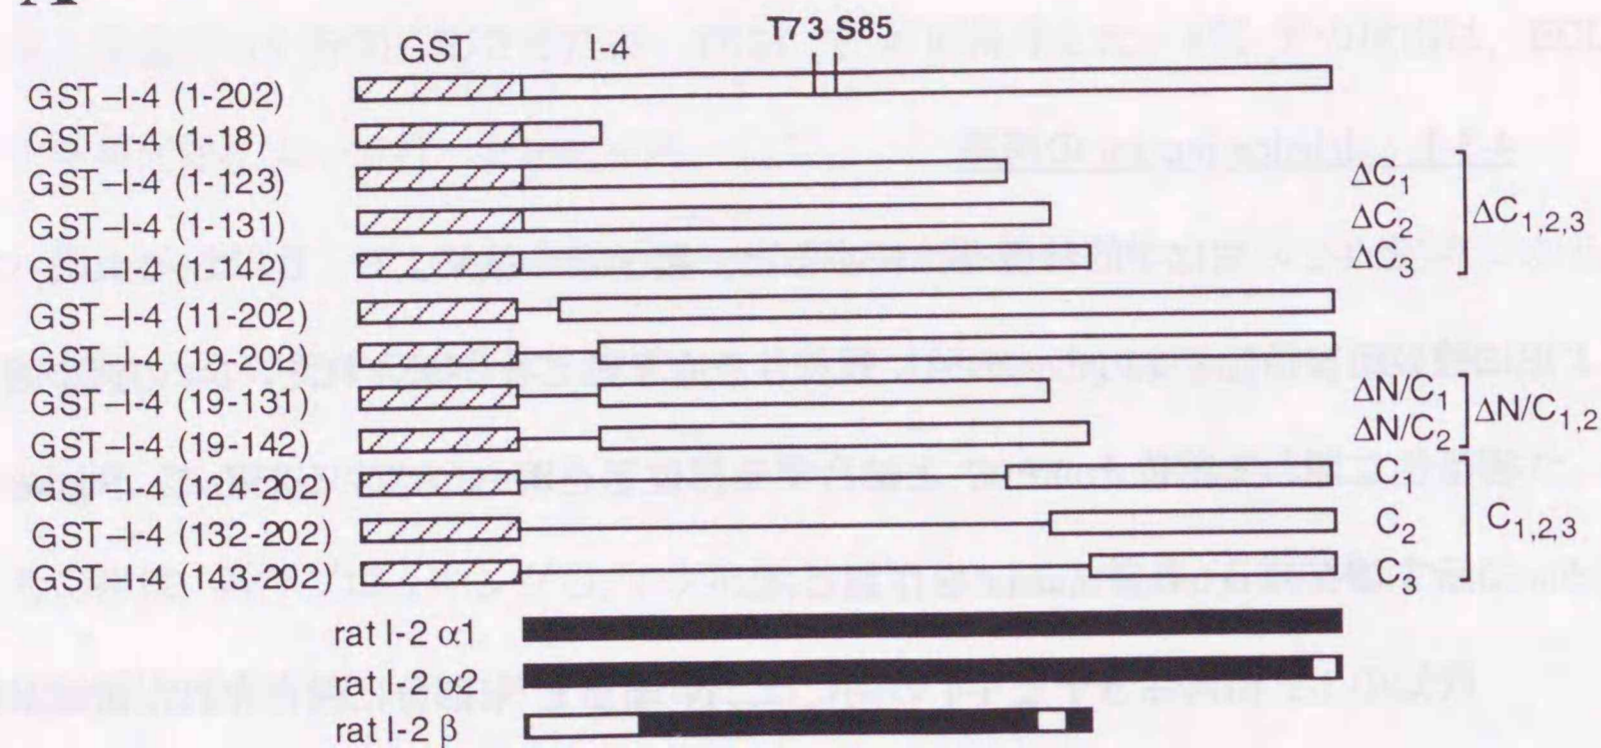 A
T73 S85
GST I-4
GST–I-4 (1-202)
GST–I-4 (1-18)
GST–I-4 (1-123) ΔC1
GST–I-4 (1-131) ΔC2 ΔC1,2,3
GST–I-4 (1-142) ΔC3
GST–I-4 (11-202)
GST–I-4 (19-202)
GST–I-4 (19-131) ΔN/C1
GST–I-4 (19-142) ΔN/C2 ΔN/C1,2
GST–I-4 (124-202) C1
GST–I-4 (132-202) C2 C1,2,3
GST–I-4 (143-202) C3
rat I-2 α1
rat I-2 α2
rat I-2 β